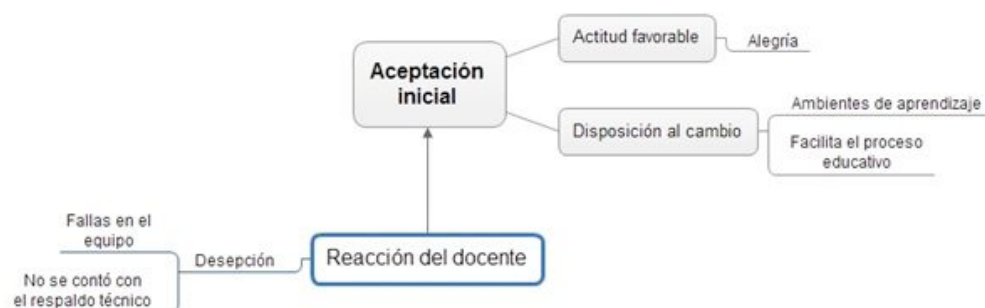 Aceptación
inicial
Actitud favorable
Alegría
Disposición al cambio
Ambientes de aprendizaje
Facilita el proceso
educativo
Reacción del docente
Desepción
Fallas en el
equipo
No se contó con
el respaldo técnico